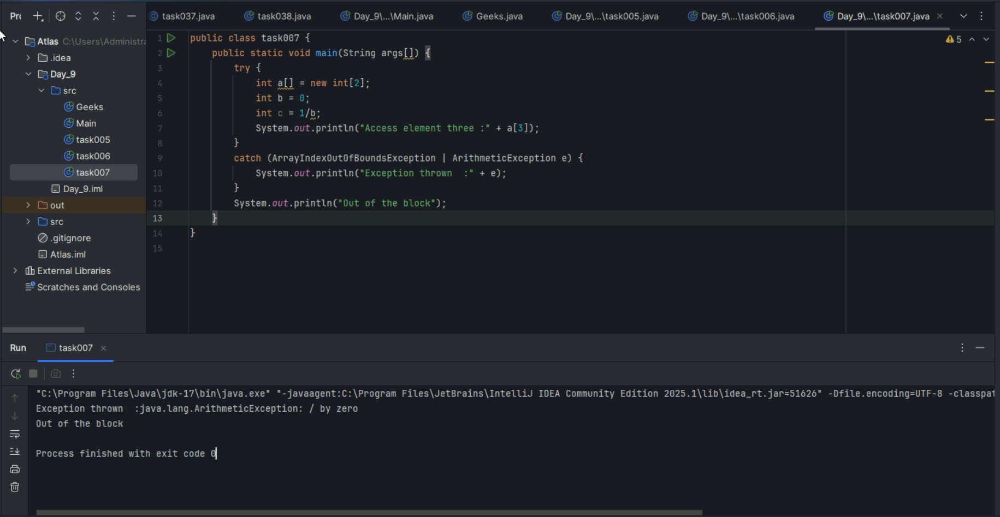 Pr
task037.java
task038.java
Day_9\...\Main.java
Geeks.java
Day_9\...\task005.java
Day_9\...\task006.java
Day_9\...\task007.java
Atlas C:\Users\Administra
.idea
Day_9
src
Geeks
Main
task005
task006
task007
Day_9.iml
out
src
.gitignore
Atlas.iml
External Libraries
Scratches and Consoles
5
1 public class task007 {
2     public static void main(String args[]) {
3         try {
4             int a[] = new int[2];
5             int b = 0;
6             int c = 1/b;
7             System.out.println("Access element three :" + a[3]);
8         }
9         catch (ArrayIndexOutOfBoundsException | ArithmeticException e) {
10             System.out.println("Exception thrown  :" + e);
11         }
12         System.out.println("Out of the block");
13     }
14 }
15
Run
task007
"C:\Program Files\Java\jdk-17\bin\java.exe" "-javaagent:C:\Program Files\JetBrains\IntelliJ IDEA Community Edition 2025.1\lib\idea_rt.jar=51626" -Dfile.encoding=UTF-8 -classpat
Exception thrown  :java.lang.ArithmeticException: / by zero
Out of the block
Process finished with exit code 0